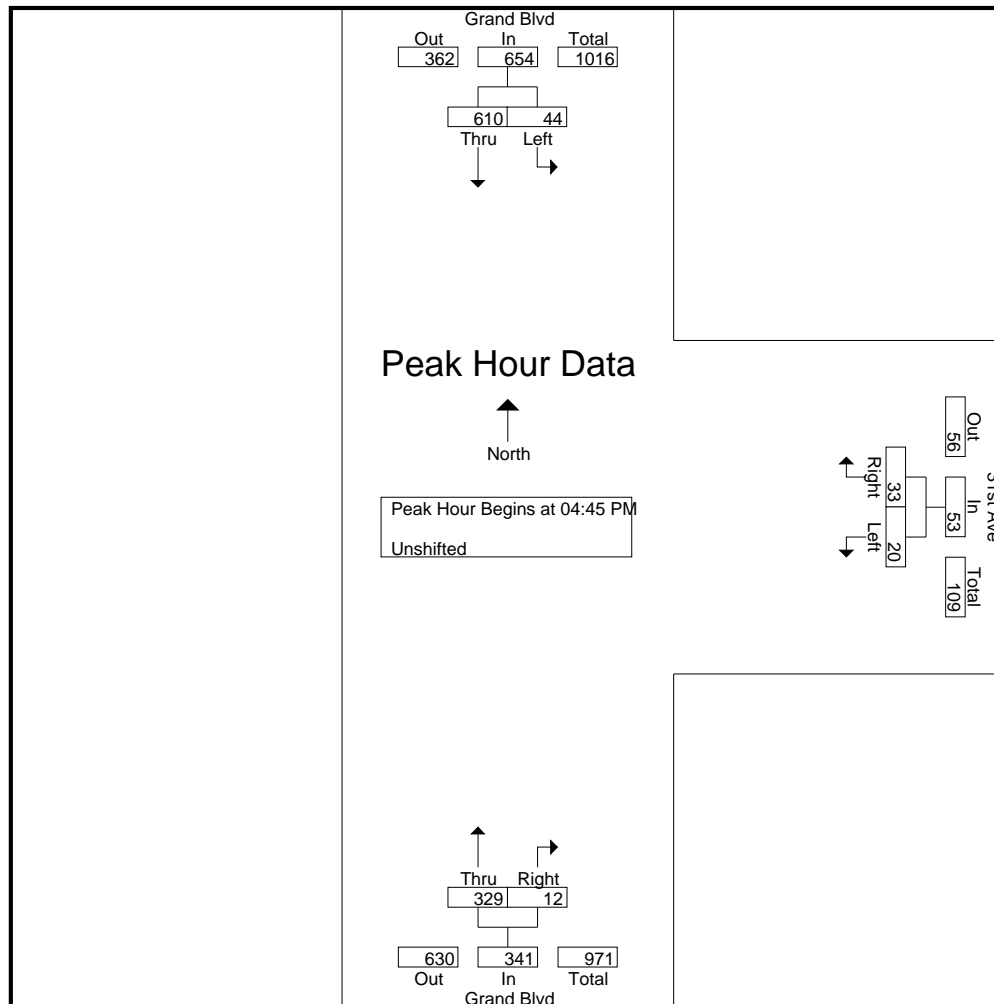 Grand Blvd
Out In Total
362 654 1016
610 44
Thru Left
Peak Hour Data
North
Peak Hour Begins at 04:45 PM
Unshifted
Out In Total
56 53 109
33 20
Right Left
Thru Right
329 12
630 341 971
Out In Total
Grand Blvd